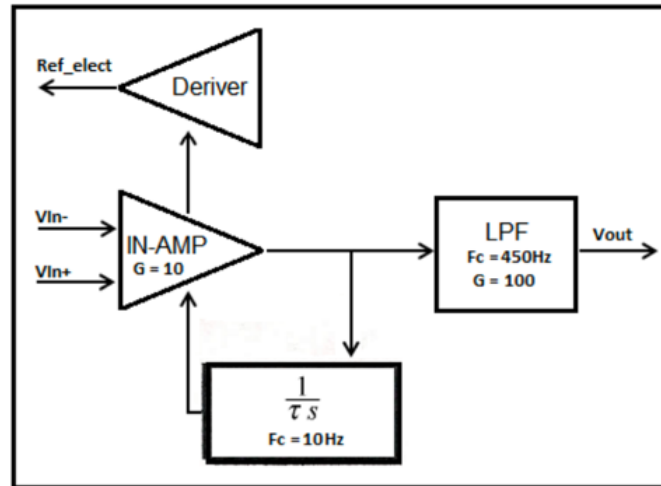 Ref_elect
Deriver
VIn-
VIn+
IN-AMP
G = 10
LPF
Fc = 450Hz
G = 100
Vout
1
τ s
Fc = 10Hz